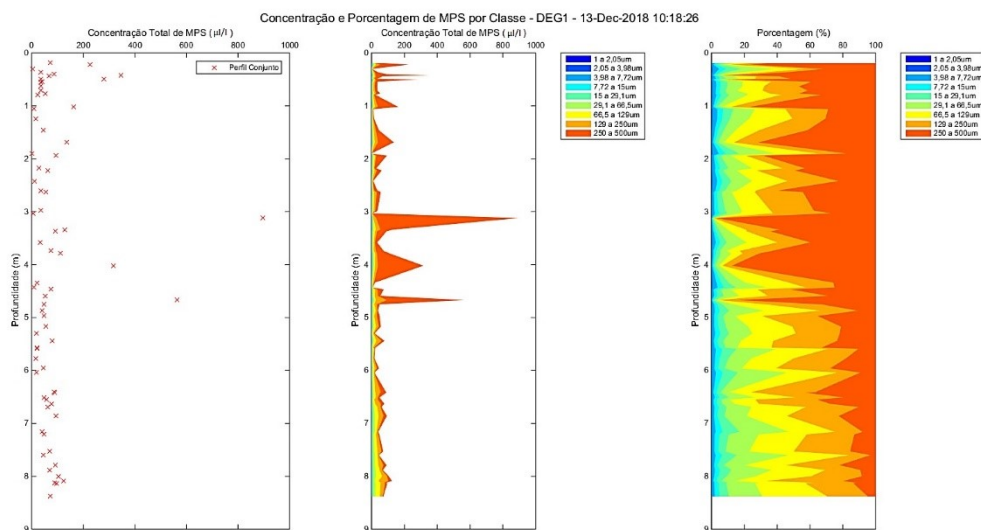 Concentração e Porcentagem de MPS por Classe - DEG1 - 13-Dec-2018 10:18:26
Concentração Total de MPS (µl/l)
0 200 400 600 800 1000
× Perfil Conjunto
Profundidade (m)
0
1
2
3
4
5
6
7
8
9
Concentração Total de MPS (µl/l)
0 200 400 600 800 1000
1 a 2,05um
2,05 a 3,98um
3,98 a 7,72um
7,72 a 15um
15 a 29,1um
29,1 a 66,5um
66,5 a 129um
129 a 250um
250 a 500um
Profundidade (m)
0
1
2
3
4
5
6
7
8
9
Porcentagem (%)
0 20 40 60 80 100
1 a 2,05um
2,05 a 3,98um
3,98 a 7,72um
7,72 a 15um
15 a 29,1um
29,1 a 66,5um
66,5 a 129um
129 a 250um
250 a 500um
Profundidade (m)
0
1
2
3
4
5
6
7
8
9